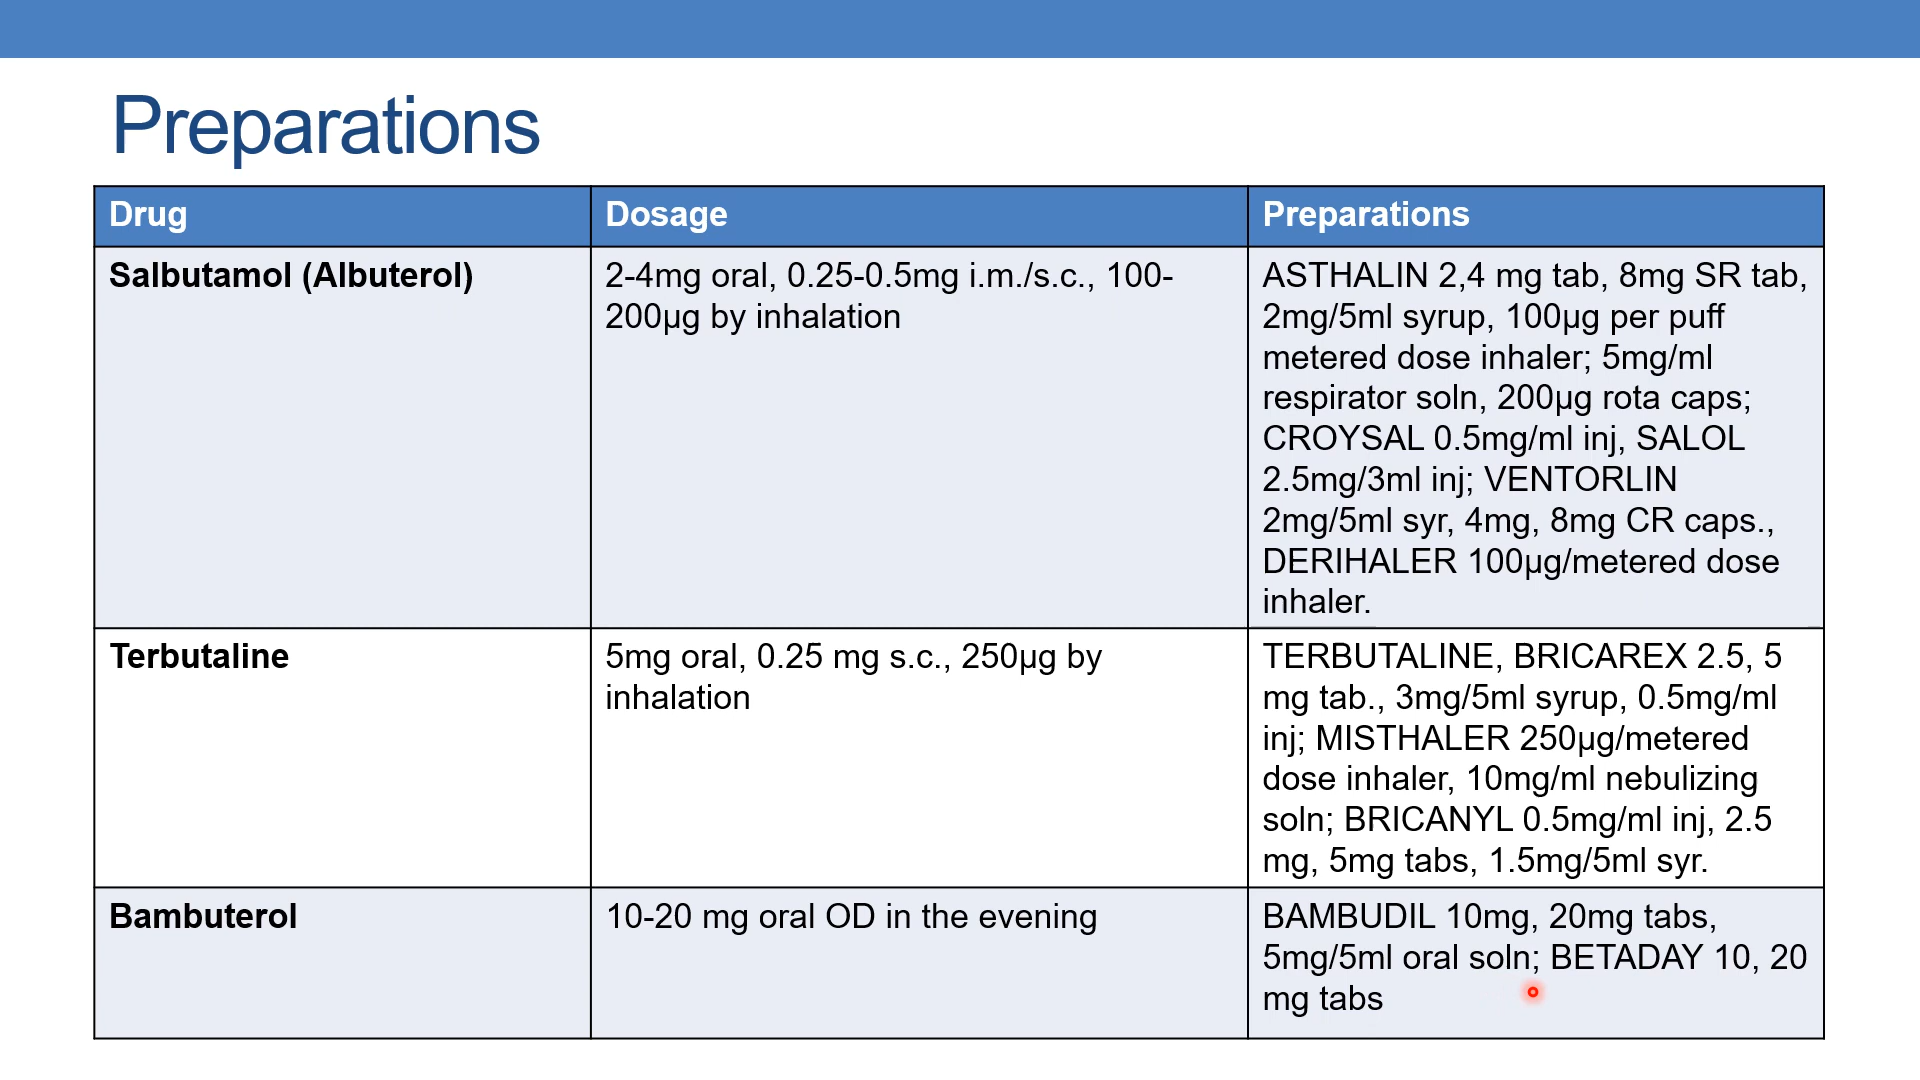 Preparations
Drug
Dosage
Preparations
Salbutamol (Albuterol)
2-4mg oral, 0.25-0.5mg i.m./s.c., 100-
200µg by inhalation
ASTHALIN 2,4 mg tab, 8mg SR tab,
2mg/5ml syrup, 100µg per puff
metered dose inhaler; 5mg/ml
respirator soln, 200µg rota caps;
CROYSAL 0.5mg/ml inj, SALOL
2.5mg/3ml inj; VENTORLIN
2mg/5ml syr, 4mg, 8mg CR caps.,
DERIHALER 100µg/metered dose
inhaler.
Terbutaline
5mg oral, 0.25 mg s.c., 250µg by
inhalation
TERBUTALINE, BRICAREX 2.5, 5
mg tab., 3mg/5ml syrup, 0.5mg/ml
inj; MISTHALER 250µg/metered
dose inhaler, 10mg/ml nebulizing
soln; BRICANYL 0.5mg/ml inj, 2.5
mg, 5mg tabs, 1.5mg/5ml syr.
Bambuterol
10-20 mg oral OD in the evening
BAMBUDIL 10mg, 20mg tabs,
5mg/5ml oral soln; BETADAY 10, 20
mg tabs